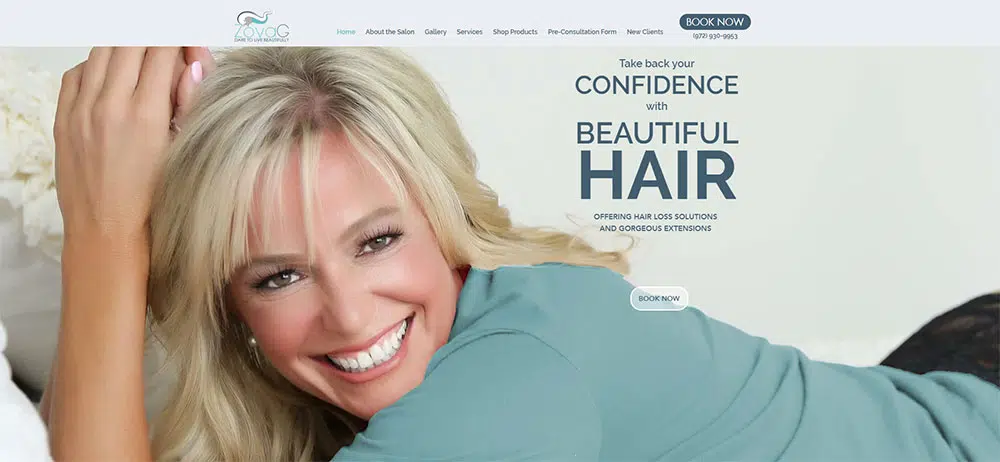 ZovaG
DARE TO LIVE BEAUTIFULLY
Home About the Salon Gallery Services Shop Products Pre-Consultation Form New Clients
BOOK NOW
(972) 930-9953
Take back your
CONFIDENCE
with
BEAUTIFUL
HAIR
OFFERING HAIR LOSS SOLUTIONS
AND GORGEOUS EXTENSIONS
BOOK NOW